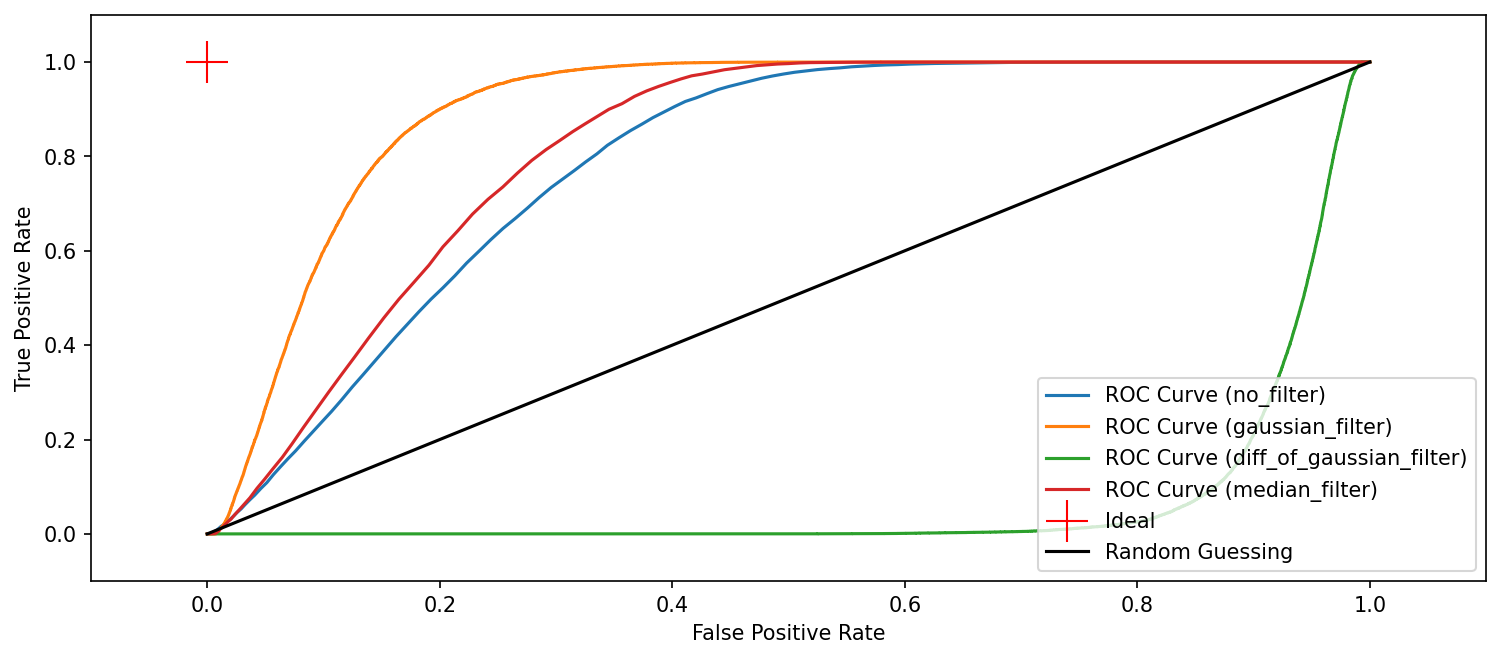 1.0
0.8
0.6
0.4
0.2
0.0
True Positive Rate
ROC Curve (no_filter)
ROC Curve (gaussian_filter)
ROC Curve (diff_of_gaussian_filter)
ROC Curve (median_filter)
Ideal
Random Guessing
0.0 0.2 0.4 0.6 0.8 1.0
False Positive Rate